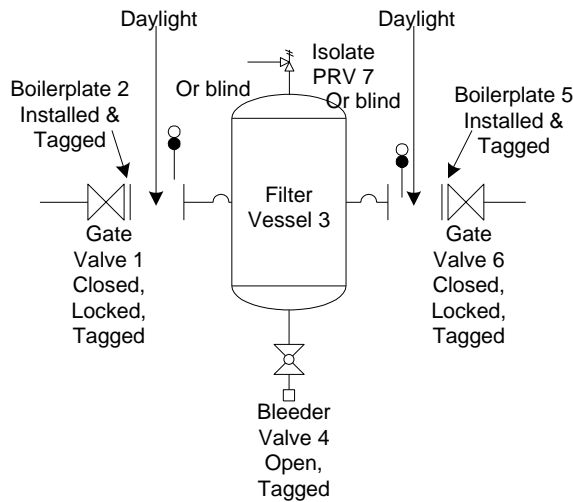 Daylight
Daylight
Isolate
PRV 7
Or blind
Or blind
Boilerplate 2
Installed &
Tagged
Boilerplate 5
Installed &
Tagged
Filter
Vessel 3
Gate
Valve 1
Closed,
Locked,
Tagged
Gate
Valve 6
Closed,
Locked,
Tagged
Bleeder
Valve 4
Open,
Tagged